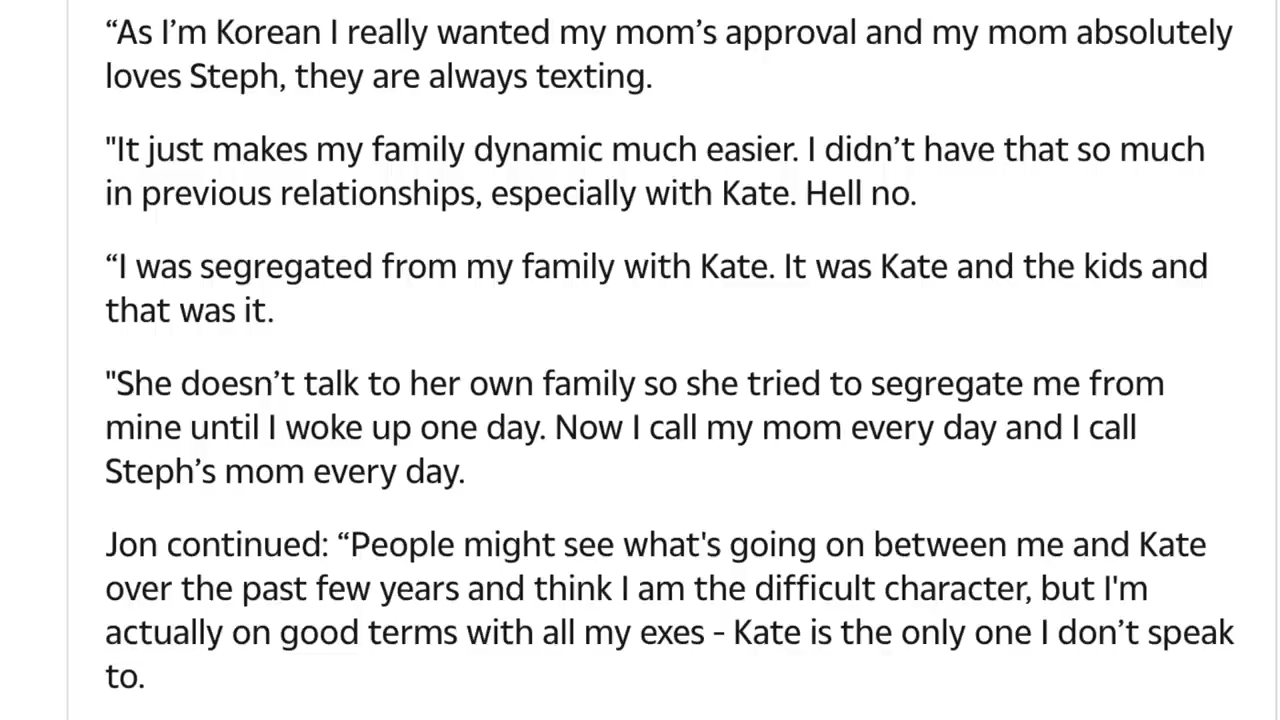 “As I’m Korean I really wanted my mom’s approval and my mom absolutely
loves Steph, they are always texting.
"It just makes my family dynamic much easier. I didn’t have that so much
in previous relationships, especially with Kate. Hell no.
“I was segregated from my family with Kate. It was Kate and the kids and
that was it.
"She doesn’t talk to her own family so she tried to segregate me from
mine until I woke up one day. Now I call my mom every day and I call
Steph’s mom every day.
Jon continued: “People might see what's going on between me and Kate
over the past few years and think I am the difficult character, but I'm
actually on good terms with all my exes - Kate is the only one I don’t speak
to.